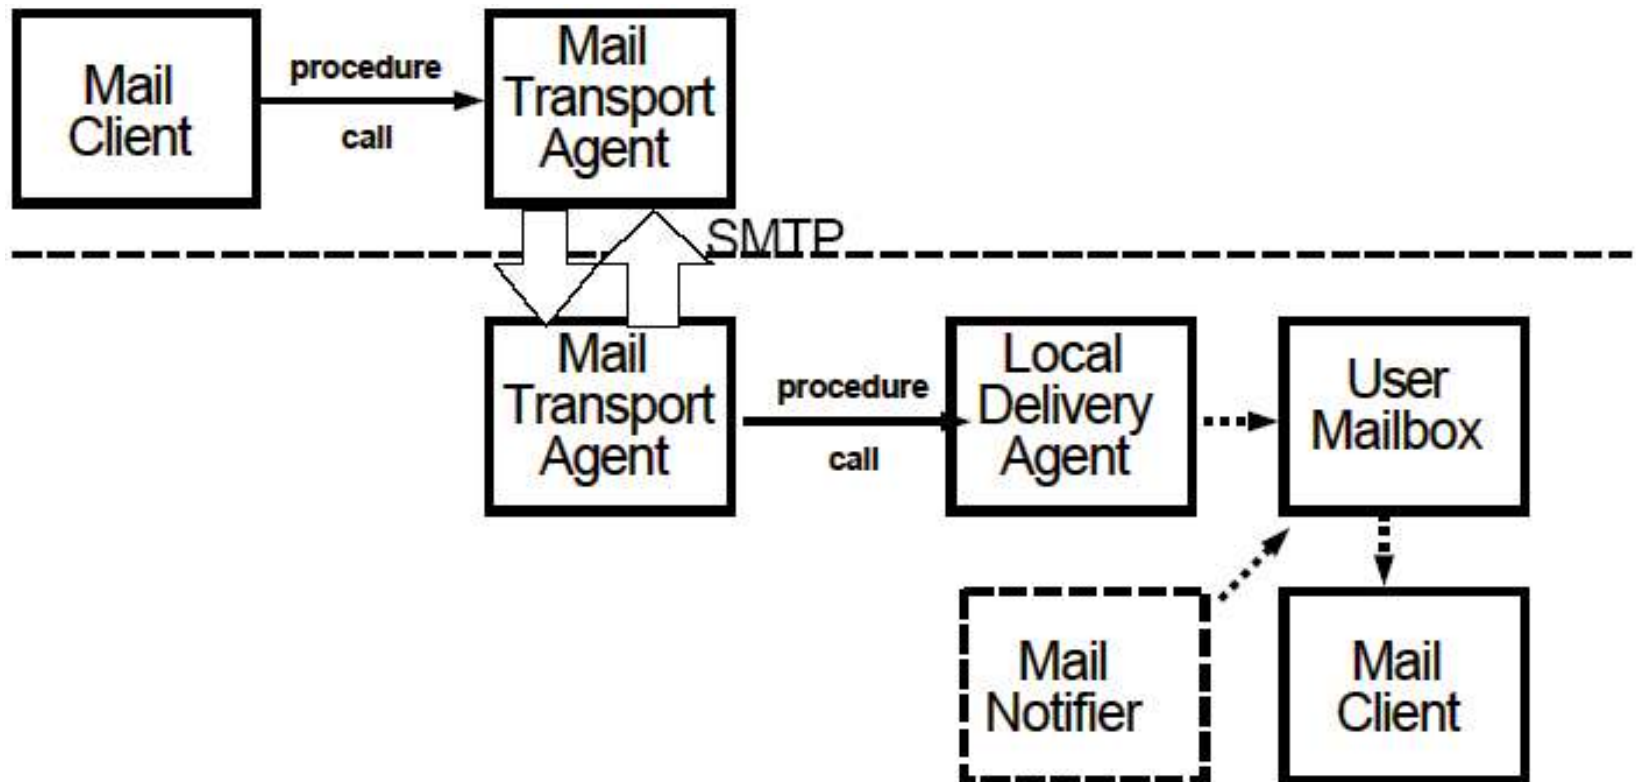 Mail
Client
procedure
call
Mail
Transport
Agent
SMTP
Mail
Transport
Agent
procedure
call
Local
Delivery
Agent
User
Mailbox
Mail
Notifier
Mail
Client